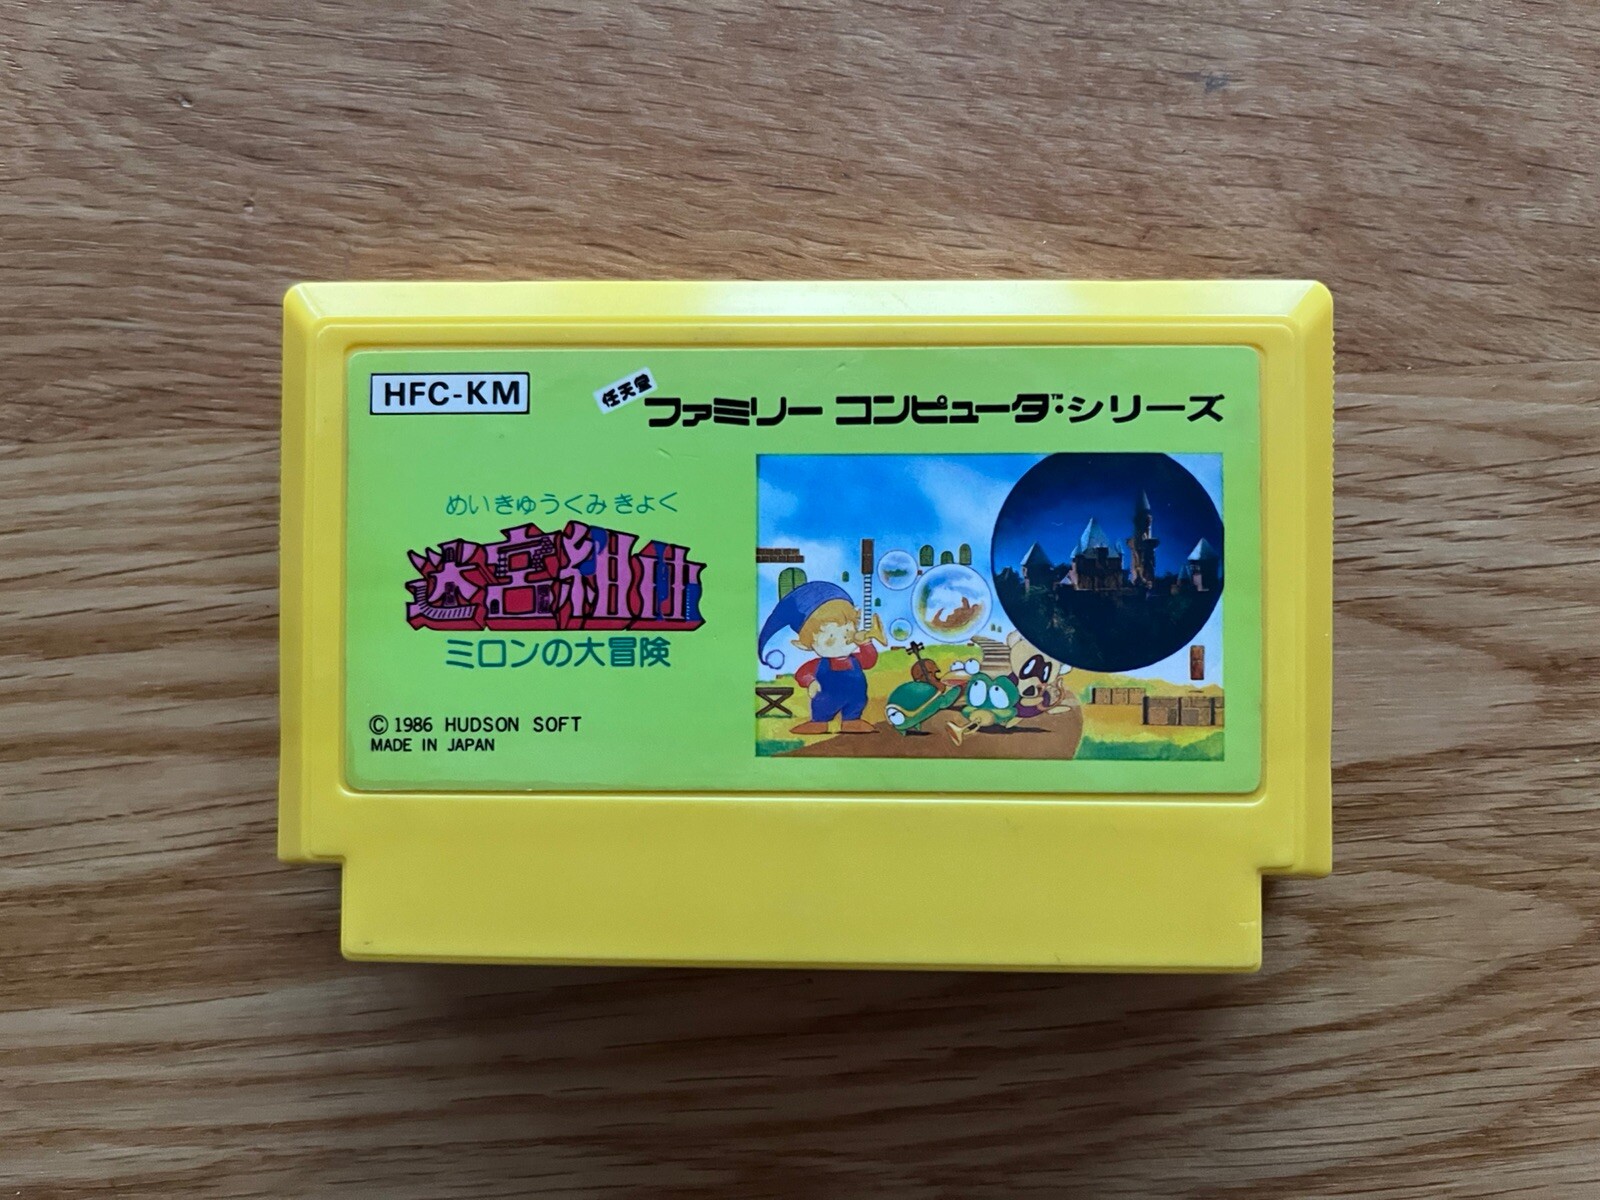 HFC-KM
任天堂
ファミリー コンピュータ™・シリーズ
めいきゅうくみきょく
迷宮組曲
ミロンの大冒険
© 1986 HUDSON SOFT
MADE IN JAPAN